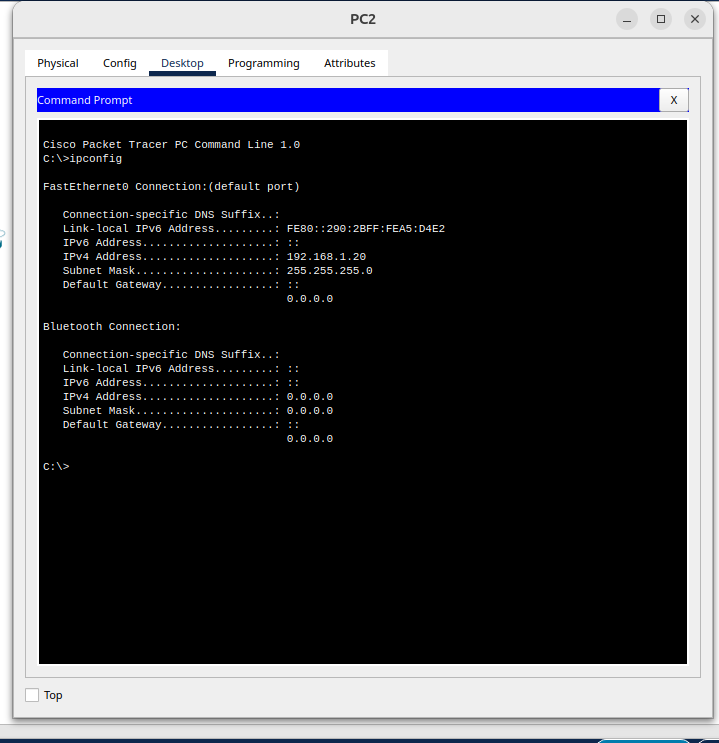 PC2
Physical Config Desktop Programming Attributes
Command Prompt X
Cisco Packet Tracer PC Command Line 1.0
C:\>ipconfig
FastEthernet0 Connection:(default port)
Connection-specific DNS Suffix..:
Link-local IPv6 Address.........: FE80::290:2BFF:FEA5:D4E2
IPv6 Address....................: ::
IPv4 Address....................: 192.168.1.20
Subnet Mask.....................: 255.255.255.0
Default Gateway.................: ::
0.0.0.0
Bluetooth Connection:
Connection-specific DNS Suffix..:
Link-local IPv6 Address.........: ::
IPv6 Address....................: ::
IPv4 Address....................: 0.0.0.0
Subnet Mask.....................: 0.0.0.0
Default Gateway.................: ::
0.0.0.0
C:\>
Top